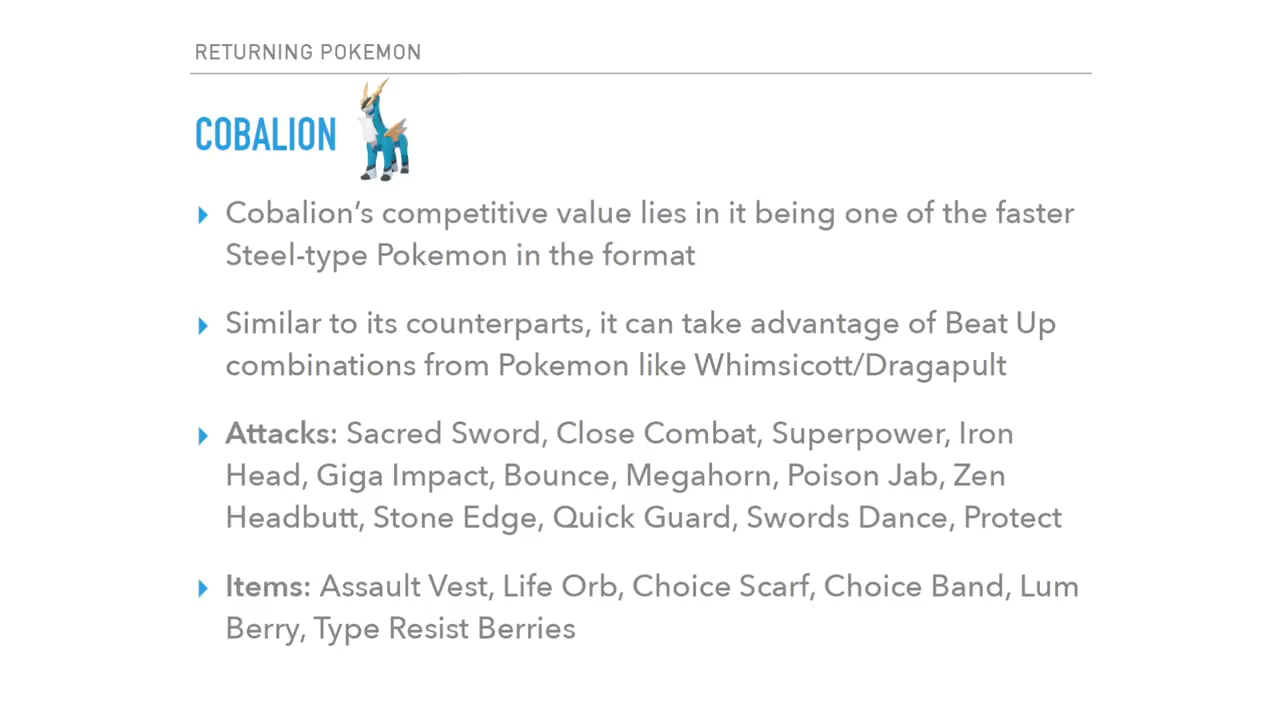 RETURNING POKEMON
COBALION
Cobalion’s competitive value lies in it being one of the faster
Steel-type Pokemon in the format
Similar to its counterparts, it can take advantage of Beat Up
combinations from Pokemon like Whimsicott/Dragapult
Attacks: Sacred Sword, Close Combat, Superpower, Iron
Head, Giga Impact, Bounce, Megahorn, Poison Jab, Zen
Headbutt, Stone Edge, Quick Guard, Swords Dance, Protect
Items: Assault Vest, Life Orb, Choice Scarf, Choice Band, Lum
Berry, Type Resist Berries